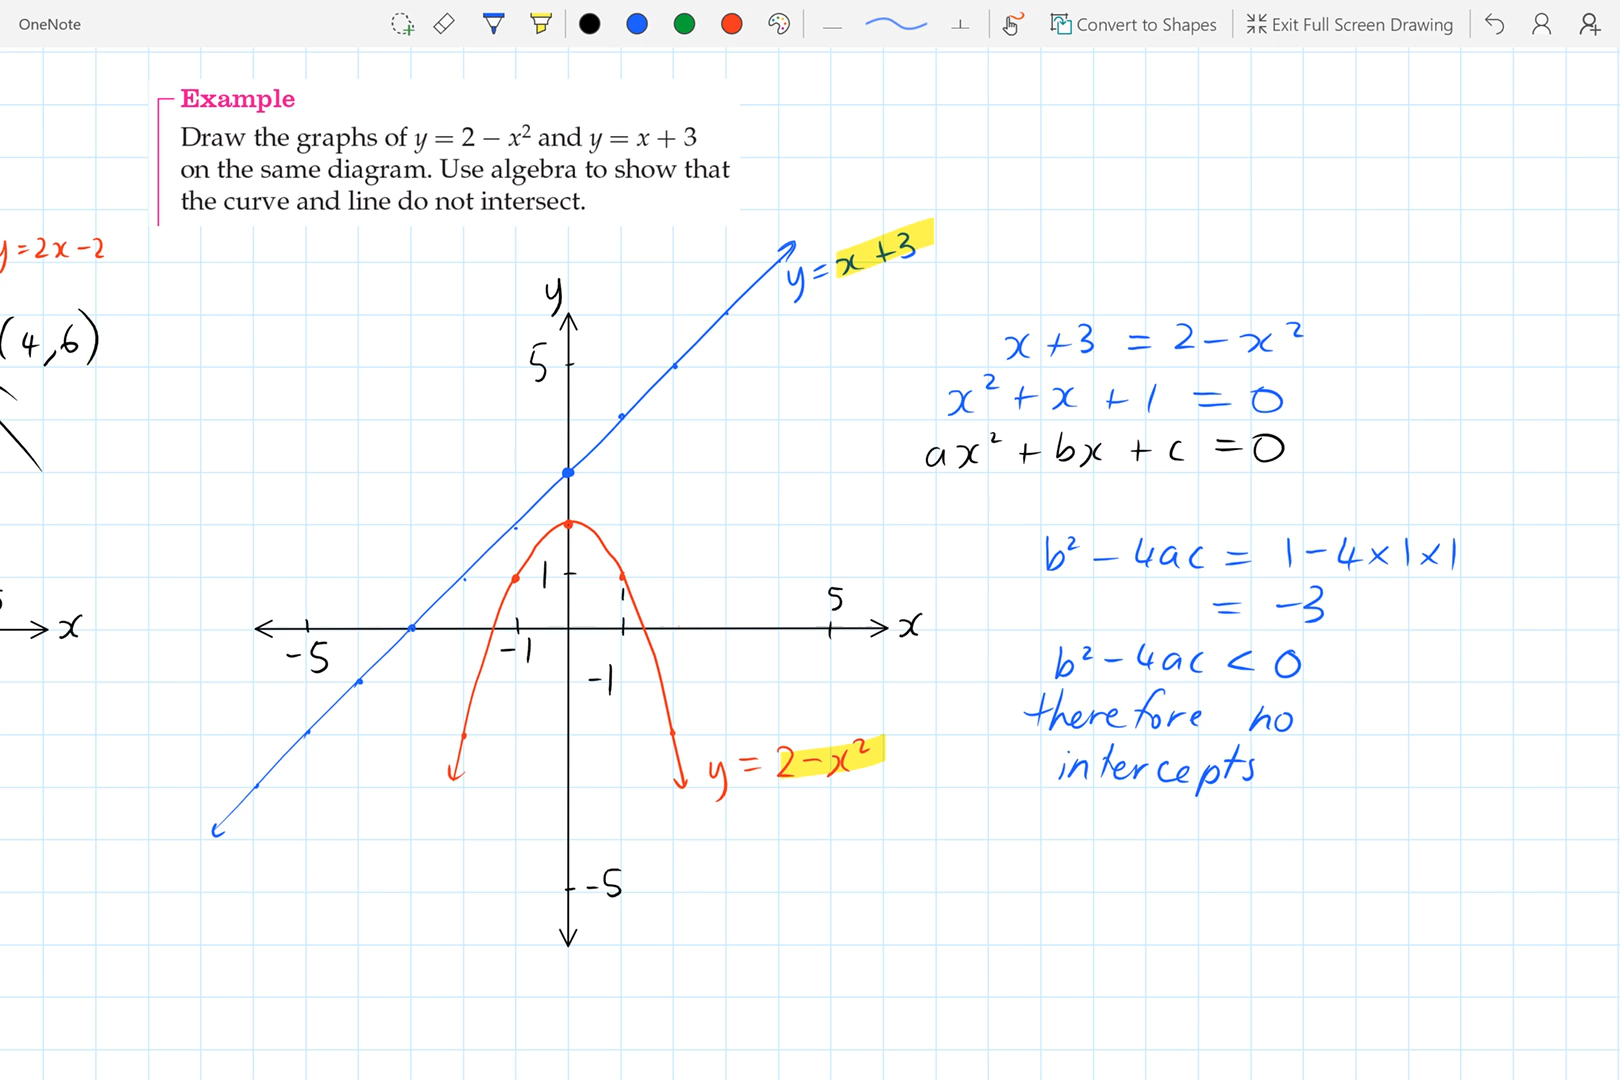 OneNote
Convert to Shapes
Exit Full Screen Drawing
Example
Draw the graphs of y = 2 − x² and y = x + 3
on the same diagram. Use algebra to show that
the curve and line do not intersect.
y = 2x − 2
(4,6)
x
y = x + 3
y
5
1
-5
-1
1
5
x
-1
-5
y = 2 − x²
x + 3 = 2 − x²
x² + x + 1 = 0
ax² + bx + c = 0
b² − 4ac = 1 − 4 × 1 × 1
= −3
b² − 4ac < 0
therefore no
intercepts